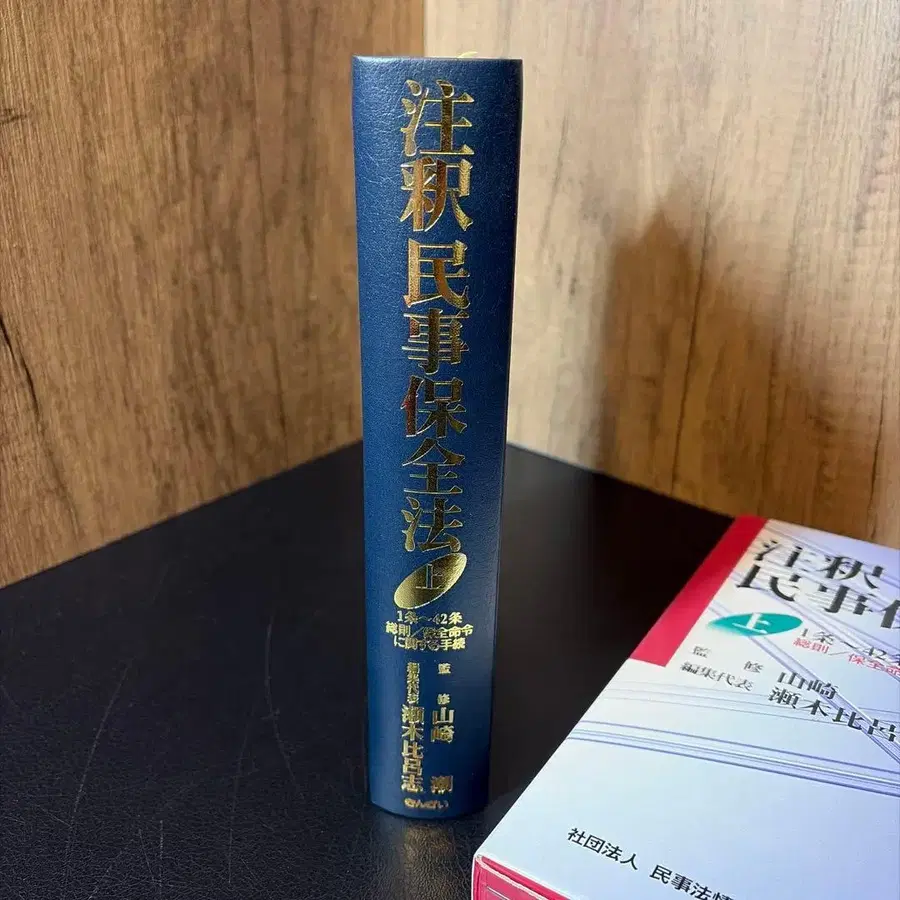 注釈民事保全法
上
1条〜42条
総則／保全命令
に関する手続
監修 山崎 潮
編集代表 瀬木比呂志
きんざい
注釈
民事保
上
1条〜42条
総則／保全命
監修 山崎
編集代表 瀬木比呂
社団法人 民事法情